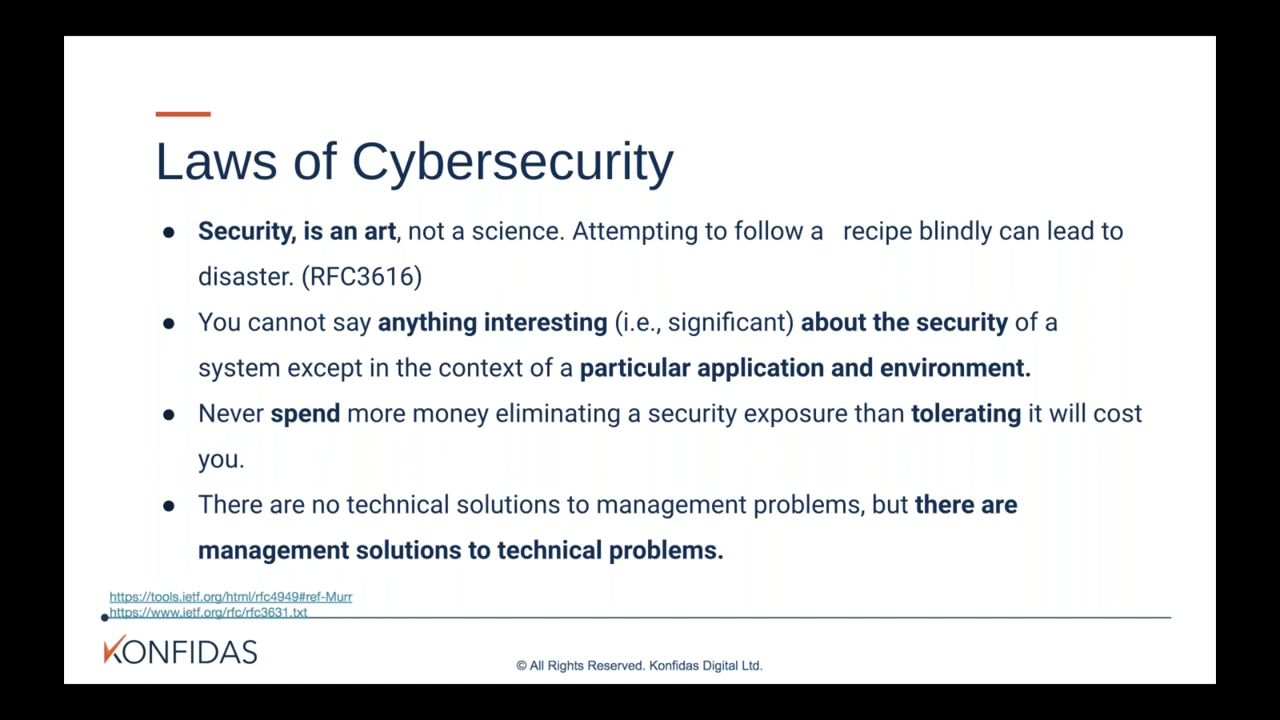 Laws of Cybersecurity
● Security, is an art, not a science. Attempting to follow a   recipe blindly can lead to
disaster. (RFC3616)
● You cannot say anything interesting (i.e., significant) about the security of a
system except in the context of a particular application and environment.
● Never spend more money eliminating a security exposure than tolerating it will cost
you.
● There are no technical solutions to management problems, but there are
management solutions to technical problems.
https://tools.ietf.org/html/rfc4949#ref-Murr
https://www.ietf.org/rfc/rfc3631.txt
KONFIDAS
© All Rights Reserved. Konfidas Digital Ltd.